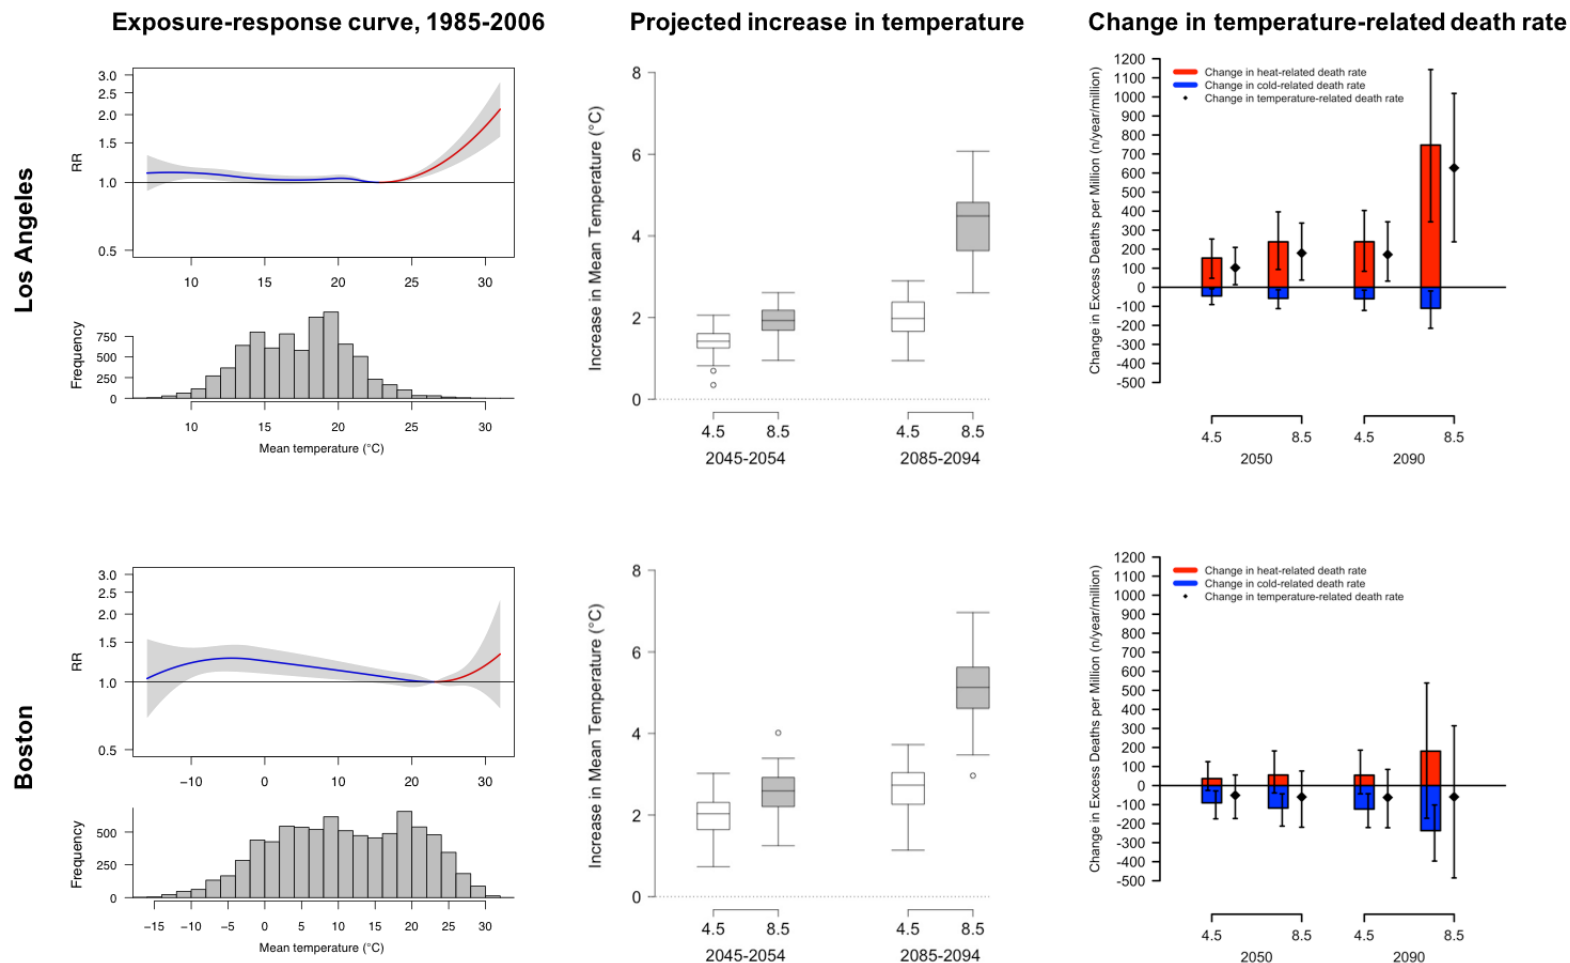 Exposure-response curve, 1985-2006
Projected increase in temperature
Change in temperature-related death rate
Los Angeles
RR
3.0
2.5
2.0
1.5
1.0
0.5
10 15 20 25 30
Frequency
750
500
250
0
10 15 20 25 30
Mean temperature (°C)
Increase in Mean Temperature (°C)
8
6
4
2
0
4.5 8.5 4.5 8.5
2045-2054 2085-2094
Change in Excess Deaths per Million (n/year/million)
1200
1100
1000
900
800
700
600
500
400
300
200
100
0
-100
-200
-300
-400
-500
Change in heat-related death rate
Change in cold-related death rate
Change in temperature-related death rate
4.5 8.5 4.5 8.5
2050 2090
Boston
RR
3.0
2.5
2.0
1.5
1.0
0.5
−10 0 10 20 30
Frequency
500
250
0
−15 −10 −5 0 5 10 15 20 25 30
Mean temperature (°C)
Increase in Mean Temperature (°C)
8
6
4
2
0
4.5 8.5 4.5 8.5
2045-2054 2085-2094
Change in Excess Deaths per Million (n/year/million)
1200
1100
1000
900
800
700
600
500
400
300
200
100
0
-100
-200
-300
-400
-500
Change in heat-related death rate
Change in cold-related death rate
Change in temperature-related death rate
4.5 8.5 4.5 8.5
2050 2090